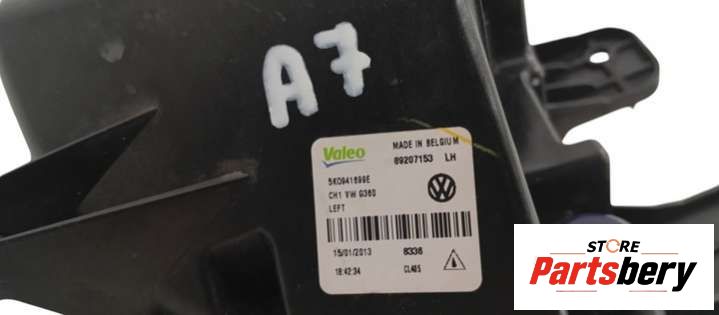 A7
Valeo
MADE IN BELGIUM
89207153 LH
5K0941699E
CH1 VW G360
LEFT
15/01/2013 8336
18:42:34 CLABS
STORE
Partsbery